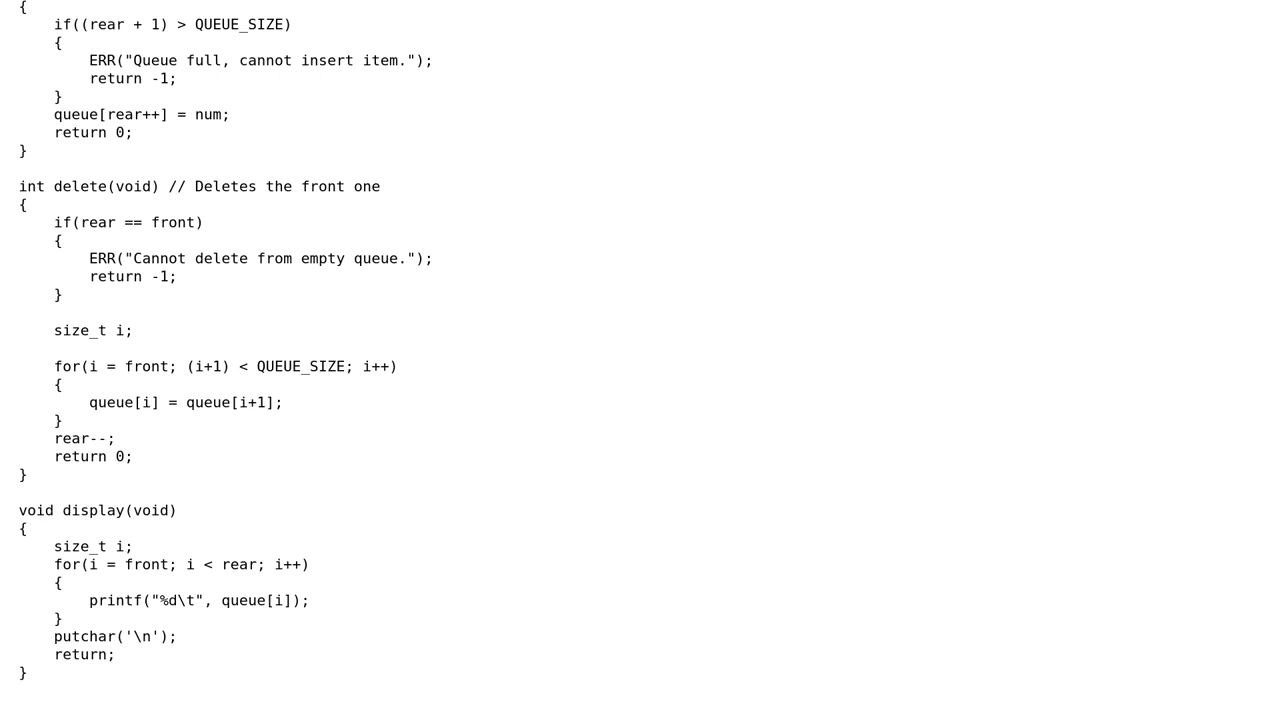 {
    if((rear + 1) > QUEUE_SIZE)
    {
        ERR("Queue full, cannot insert item.");
        return -1;
    }
    queue[rear++] = num;
    return 0;
}

int delete(void) // Deletes the front one
{
    if(rear == front)
    {
        ERR("Cannot delete from empty queue.");
        return -1;
    }

    size_t i;

    for(i = front; (i+1) < QUEUE_SIZE; i++)
    {
        queue[i] = queue[i+1];
    }
    rear--;
    return 0;
}

void display(void)
{
    size_t i;
    for(i = front; i < rear; i++)
    {
        printf("%d\t", queue[i]);
    }
    putchar('\n');
    return;
}